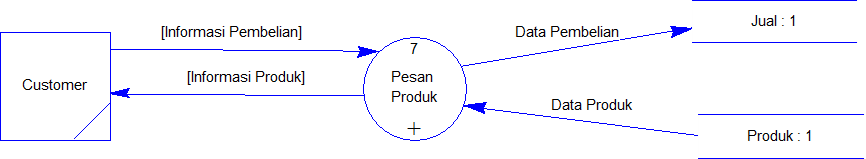 Jual : 1
[Informasi Pembelian]
Data Pembelian
7
Customer
[Informasi Produk]
Pesan
Produk
Data Produk
+
Produk : 1